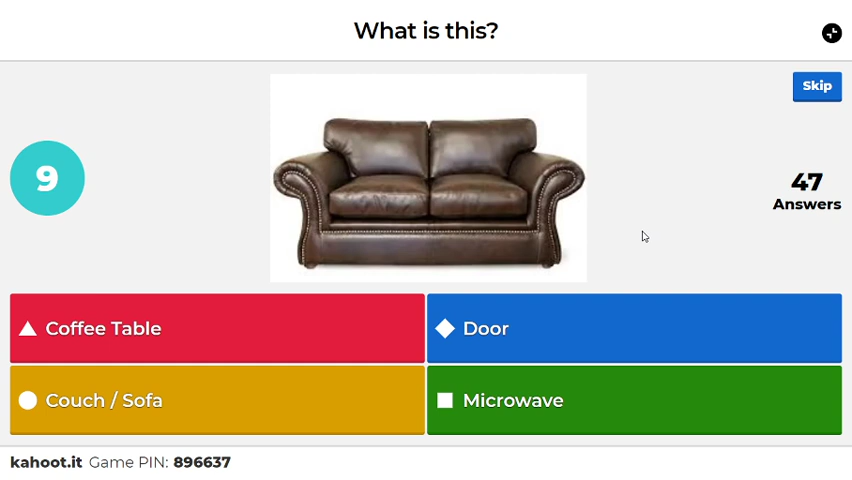 What is this?
Skip
9
47
Answers
Coffee Table
Door
Couch / Sofa
Microwave
kahoot.it Game PIN: 896637